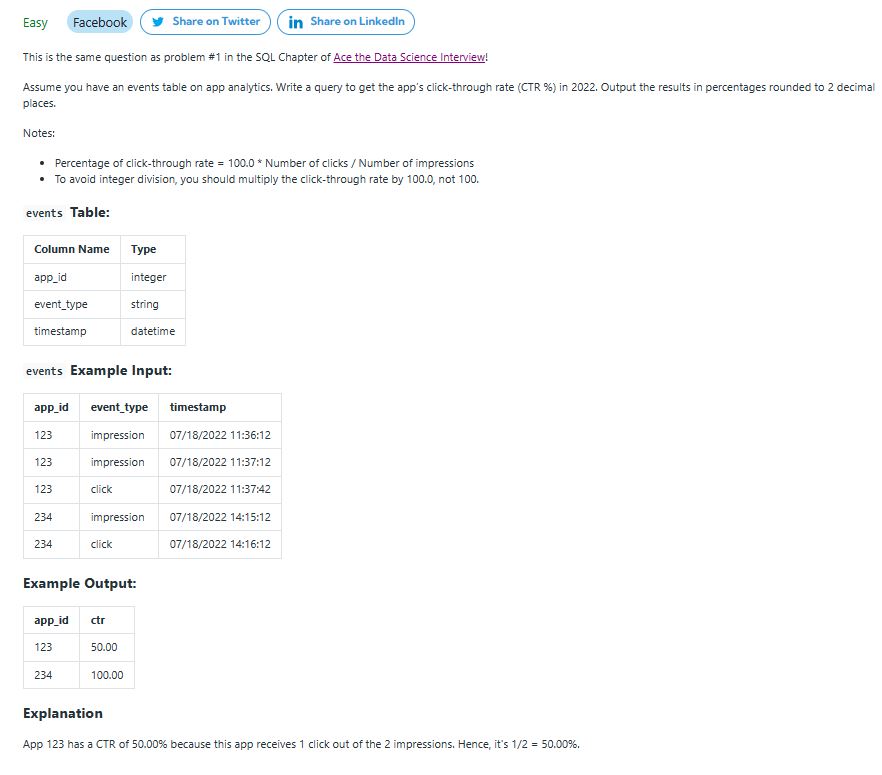 Easy Facebook Share on Twitter Share on LinkedIn
This is the same question as problem #1 in the SQL Chapter of Ace the Data Science Interview!
Assume you have an events table on app analytics. Write a query to get the app's click-through rate (CTR %) in 2022. Output the results in percentages rounded to 2 decimal
places.
Notes:
• Percentage of click-through rate = 100.0 * Number of clicks / Number of impressions
• To avoid integer division, you should multiply the click-through rate by 100.0, not 100.
events Table:
Column Name Type
app_id integer
event_type string
timestamp datetime
events Example Input:
app_id event_type timestamp
123 impression 07/18/2022 11:36:12
123 impression 07/18/2022 11:37:12
123 click 07/18/2022 11:37:42
234 impression 07/18/2022 14:15:12
234 click 07/18/2022 14:16:12
Example Output:
app_id ctr
123 50.00
234 100.00
Explanation
App 123 has a CTR of 50.00% because this app receives 1 click out of the 2 impressions. Hence, it's 1/2 = 50.00%.